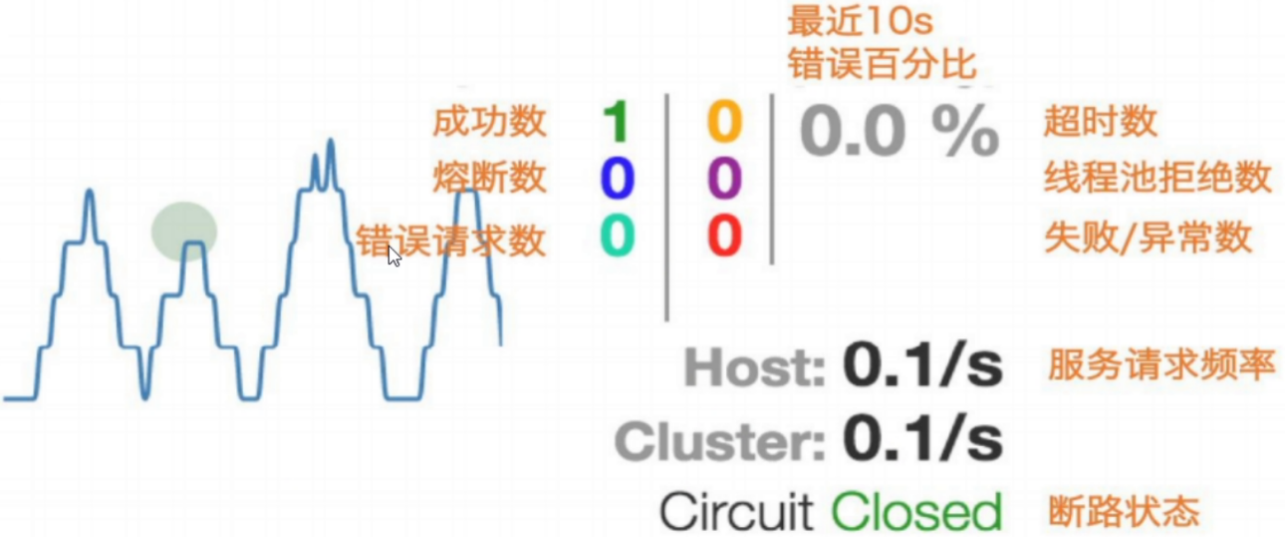 最近10s
错误百分比
成功数 1 0 0.0 % 超时数
熔断数 0 0 线程池拒绝数
错误请求数 0 0 失败/异常数
Host: 0.1/s 服务请求频率
Cluster: 0.1/s
Circuit Closed 断路状态